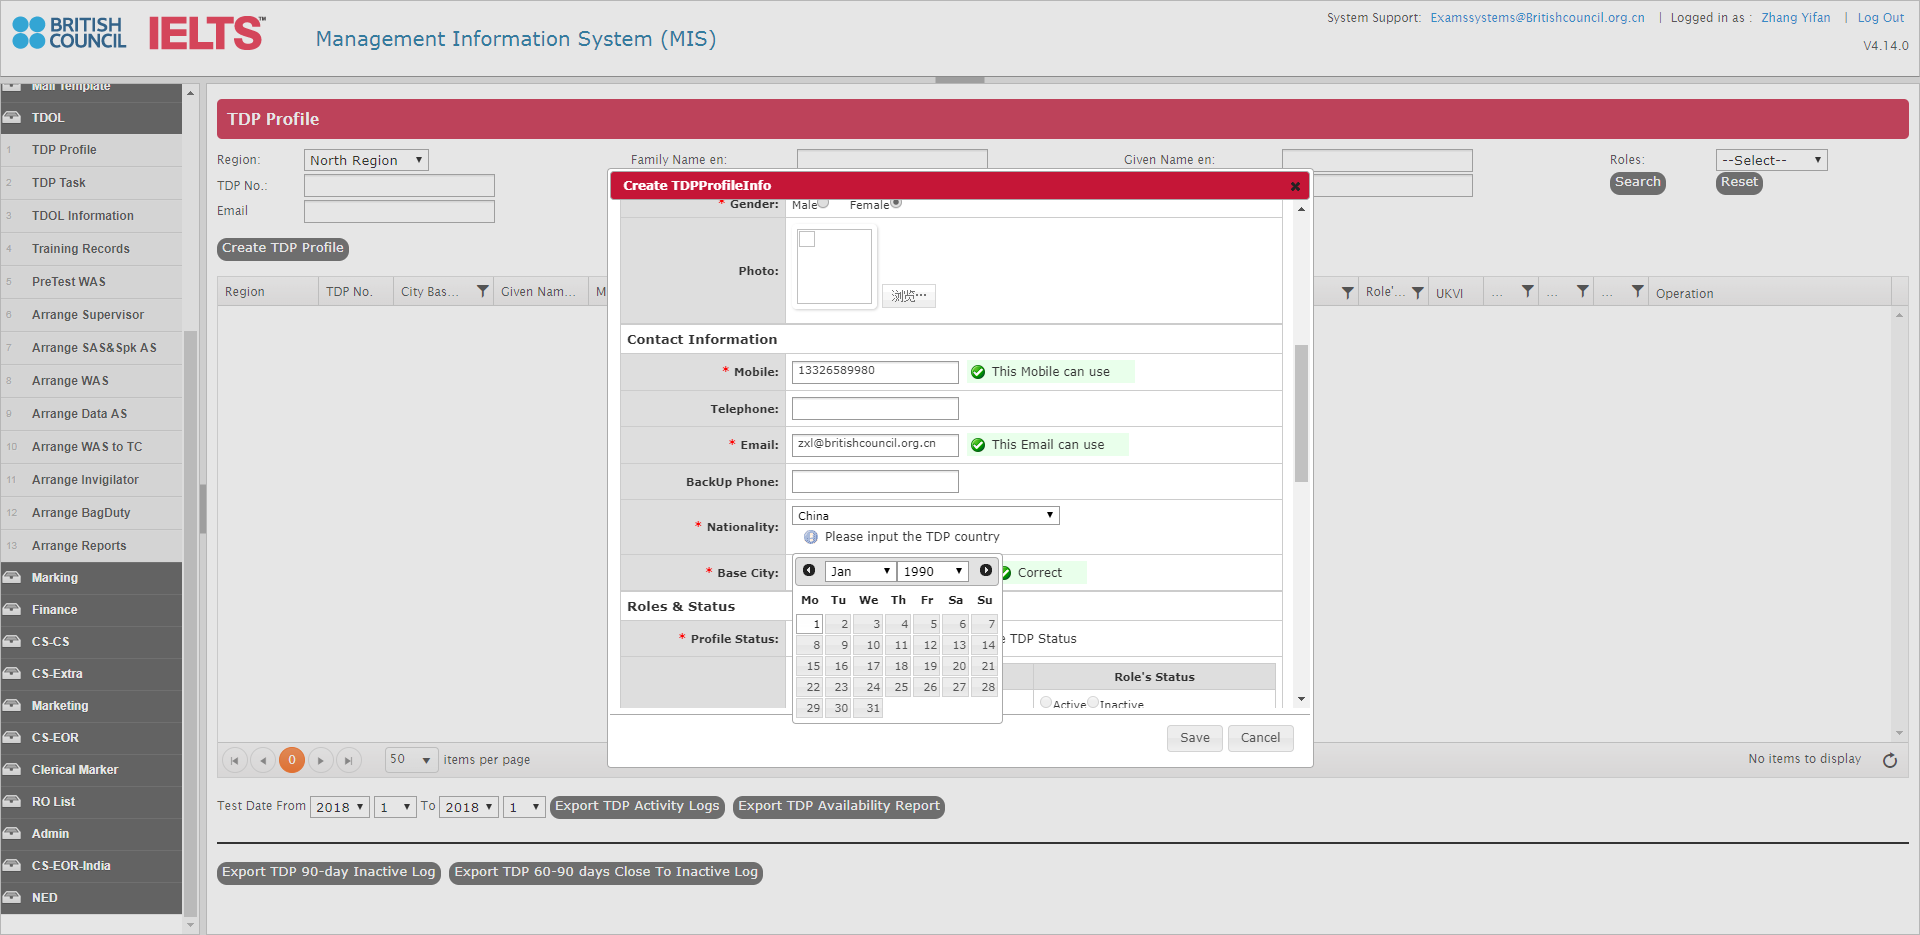 BRITISH
COUNCIL
IELTS™
Management Information System (MIS)
System Support: Examssystems@Britishcouncil.org.cn | Logged in as : Zhang Yifan | Log Out
V4.14.0
Mail Template
TDOL
1 TDP Profile
2 TDP Task
3 TDOL Information
4 Training Records
5 PreTest WAS
6 Arrange Supervisor
7 Arrange SAS&Spk AS
8 Arrange WAS
9 Arrange Data AS
10 Arrange WAS to TC
11 Arrange Invigilator
12 Arrange BagDuty
13 Arrange Reports
Marking
Finance
CS-CS
CS-Extra
Marketing
CS-EOR
Clerical Marker
RO List
Admin
CS-EOR-India
NED
TDP Profile
Region: North Region Family Name en: Given Name en: Roles: --Select--
TDP No.: Search Reset
Email
Create TDP Profile
Region TDP No. City Bas... Given Nam... M Role'... UKVI ... ... ... Operation
Create TDPProfileInfo
* Gender: Male Female
Photo: 浏览…
Contact Information
* Mobile: 13326589980 This Mobile can use
Telephone:
* Email: zxl@britishcouncil.org.cn This Email can use
BackUp Phone:
* Nationality: China
Please input the TDP country
* Base City: Correct
Jan 1990
Mo Tu We Th Fr Sa Su
1 2 3 4 5 6 7
8 9 10 11 12 13 14
15 16 17 18 19 20 21
22 23 24 25 26 27 28
29 30 31
Roles & Status
* Profile Status: e TDP Status
Role's Status
Active Inactive
Save Cancel
0 50 items per page No items to display
Test Date From 2018 1 To 2018 1 Export TDP Activity Logs Export TDP Availability Report
Export TDP 90-day Inactive Log Export TDP 60-90 days Close To Inactive Log